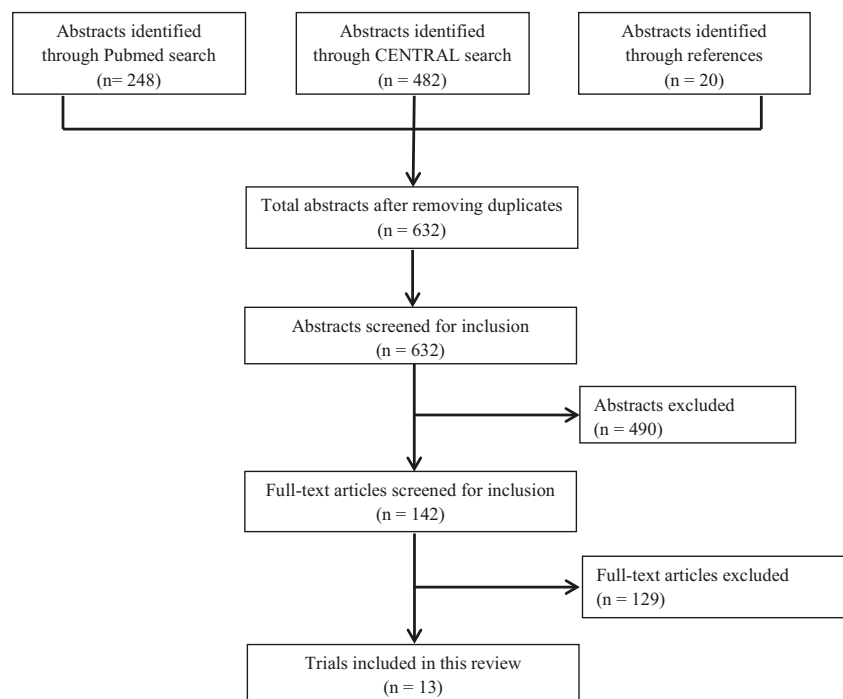 Abstracts identified
through Pubmed search
(n= 248)
Abstracts identified
through CENTRAL search
(n = 482)
Abstracts identified
through references
(n = 20)
Total abstracts after removing duplicates
(n = 632)
Abstracts screened for inclusion
(n = 632)
Abstracts excluded
(n = 490)
Full-text articles screened for inclusion
(n = 142)
Full-text articles excluded
(n = 129)
Trials included in this review
(n = 13)